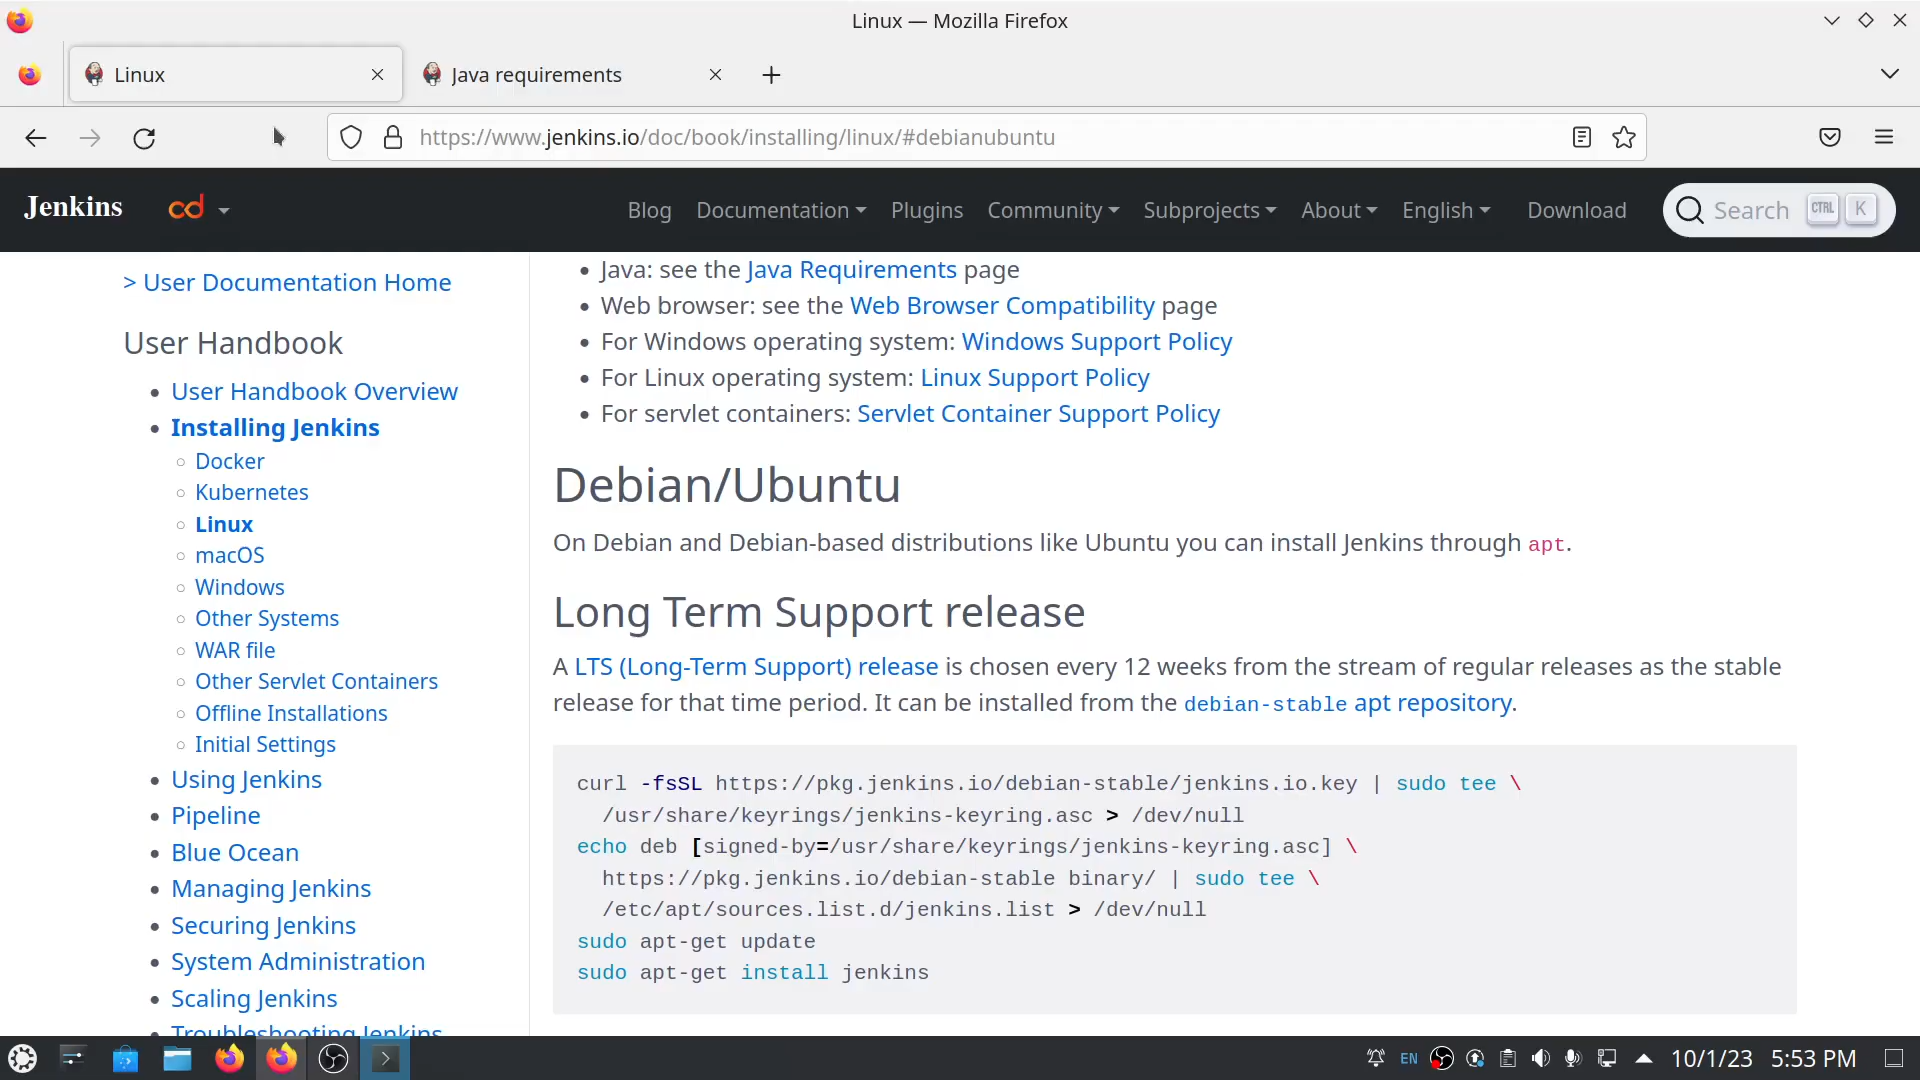 Linux — Mozilla Firefox
Linux
Java requirements
https://www.jenkins.io/doc/book/installing/linux/#debianubuntu
Jenkins
Blog
Documentation
Plugins
Community
Subprojects
About
English
Download
Search
CTRL
K
> User Documentation Home
User Handbook
User Handbook Overview
Installing Jenkins
Docker
Kubernetes
Linux
macOS
Windows
Other Systems
WAR file
Other Servlet Containers
Offline Installations
Initial Settings
Using Jenkins
Pipeline
Blue Ocean
Managing Jenkins
Securing Jenkins
System Administration
Scaling Jenkins
Troubleshooting Jenkins
Java: see the Java Requirements page
Web browser: see the Web Browser Compatibility page
For Windows operating system: Windows Support Policy
For Linux operating system: Linux Support Policy
For servlet containers: Servlet Container Support Policy
Debian/Ubuntu
On Debian and Debian-based distributions like Ubuntu you can install Jenkins through apt.
Long Term Support release
A LTS (Long-Term Support) release is chosen every 12 weeks from the stream of regular releases as the stable
release for that time period. It can be installed from the debian-stable apt repository.
curl -fsSL https://pkg.jenkins.io/debian-stable/jenkins.io.key | sudo tee \
/usr/share/keyrings/jenkins-keyring.asc > /dev/null
echo deb [signed-by=/usr/share/keyrings/jenkins-keyring.asc] \
https://pkg.jenkins.io/debian-stable binary/ | sudo tee \
/etc/apt/sources.list.d/jenkins.list > /dev/null
sudo apt-get update
sudo apt-get install jenkins
EN
10/1/23
5:53 PM